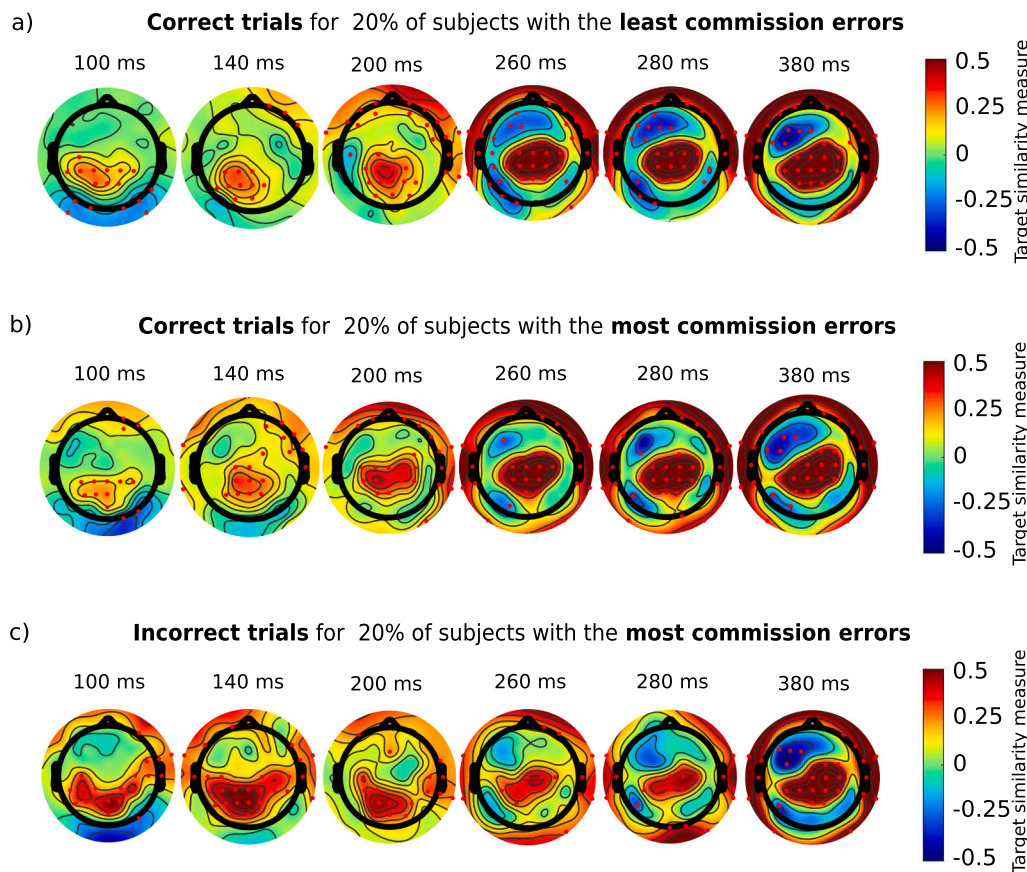 a) Correct trials for 20% of subjects with the least commission errors
100 ms 140 ms 200 ms 260 ms 280 ms 380 ms
0.5
0.25
0
-0.25
-0.5
Target similarity measure
b) Correct trials for 20% of subjects with the most commission errors
100 ms 140 ms 200 ms 260 ms 280 ms 380 ms
0.5
0.25
0
-0.25
-0.5
Target similarity measure
c) Incorrect trials for 20% of subjects with the most commission errors
100 ms 140 ms 200 ms 260 ms 280 ms 380 ms
0.5
0.25
0
-0.25
-0.5
Target similarity measure